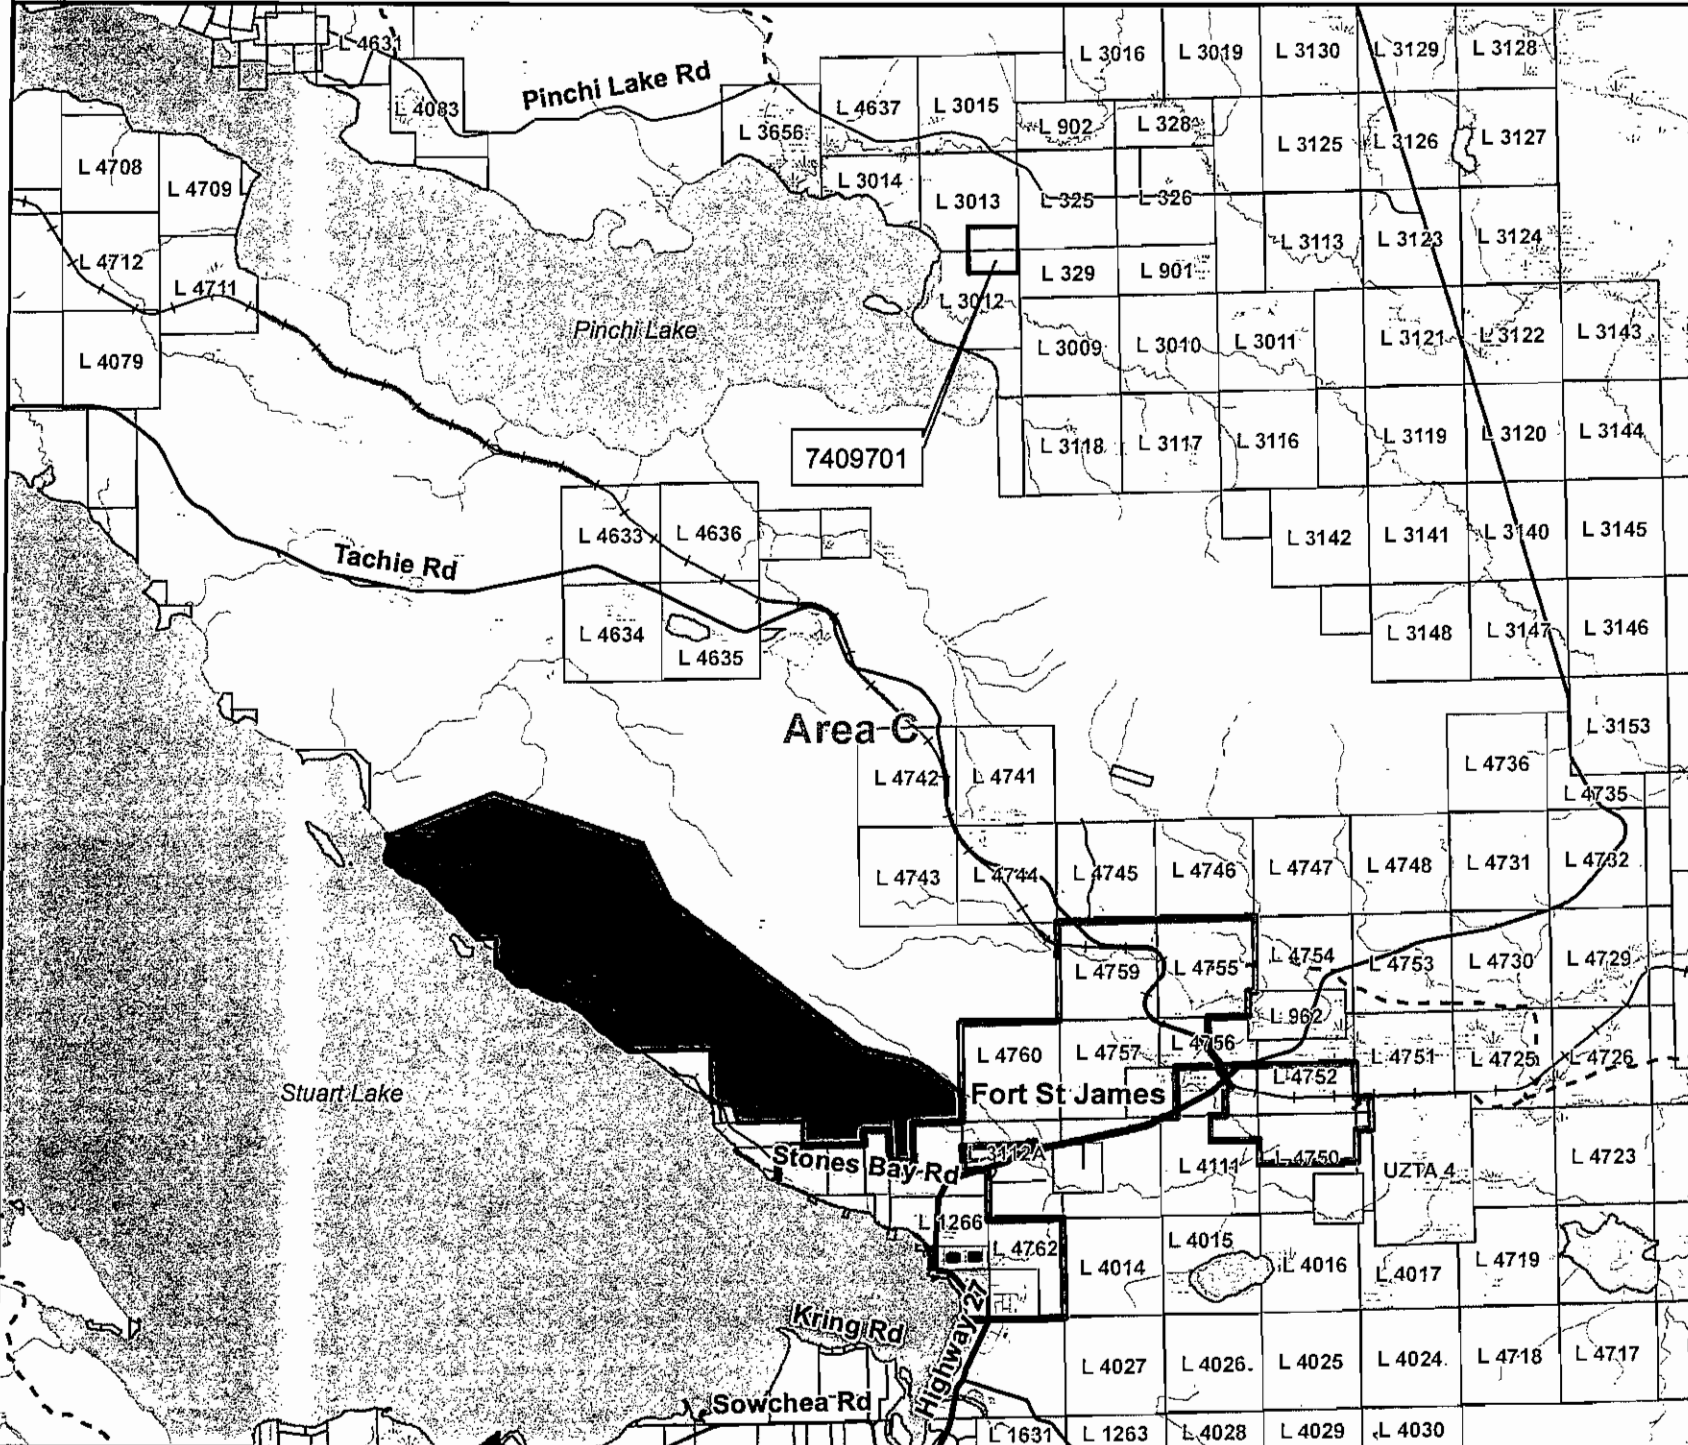 L 4631
L 3016 L 3019 L 3130 L 3129 L 3128
L 4083 Pinchi Lake Rd L 3656 L 4637 L 3015 L 902 L 328 L 3125 L 3126 L 3127
L 4708 L 4709 L 3014 L 3013 L 325 L 326
L 4712 L 4711 L 3012 L 329 L 901 L 3113 L 3123 L 3124
L 4079 Pinchi Lake L 3009 L 3010 L 3011 L 3121 L 3122 L 3143
7409701 L 3118 L 3117 L 3116 L 3119 L 3120 L 3144
Tachie Rd L 4633 L 4636 L 3142 L 3141 L 3140 L 3145
L 4634 L 4635 L 3148 L 3147 L 3146
Area C L 3153
L 4742 L 4741 L 4736 L 4735
L 4743 L 4744 L 4745 L 4746 L 4747 L 4748 L 4731 L 4732
L 4759 L 4755 L 4754 L 4753 L 4730 L 4729
L 962
L 4760 L 4757 L 4756 L 4751 L 4725 L 4726
Stuart Lake Fort St James L 4752
Stones Bay Rd L 3112A L 4111 L 4750 UZTA 4 L 4723
L 1266 L 4762 L 4014 L 4015 L 4016 L 4017 L 4719
Kring Rd Highway 27 L 4027 L 4026 L 4025 L 4024 L 4718 L 4717
Sowchea Rd
L 1631 L 1263 L 4028 L 4029 L 4030